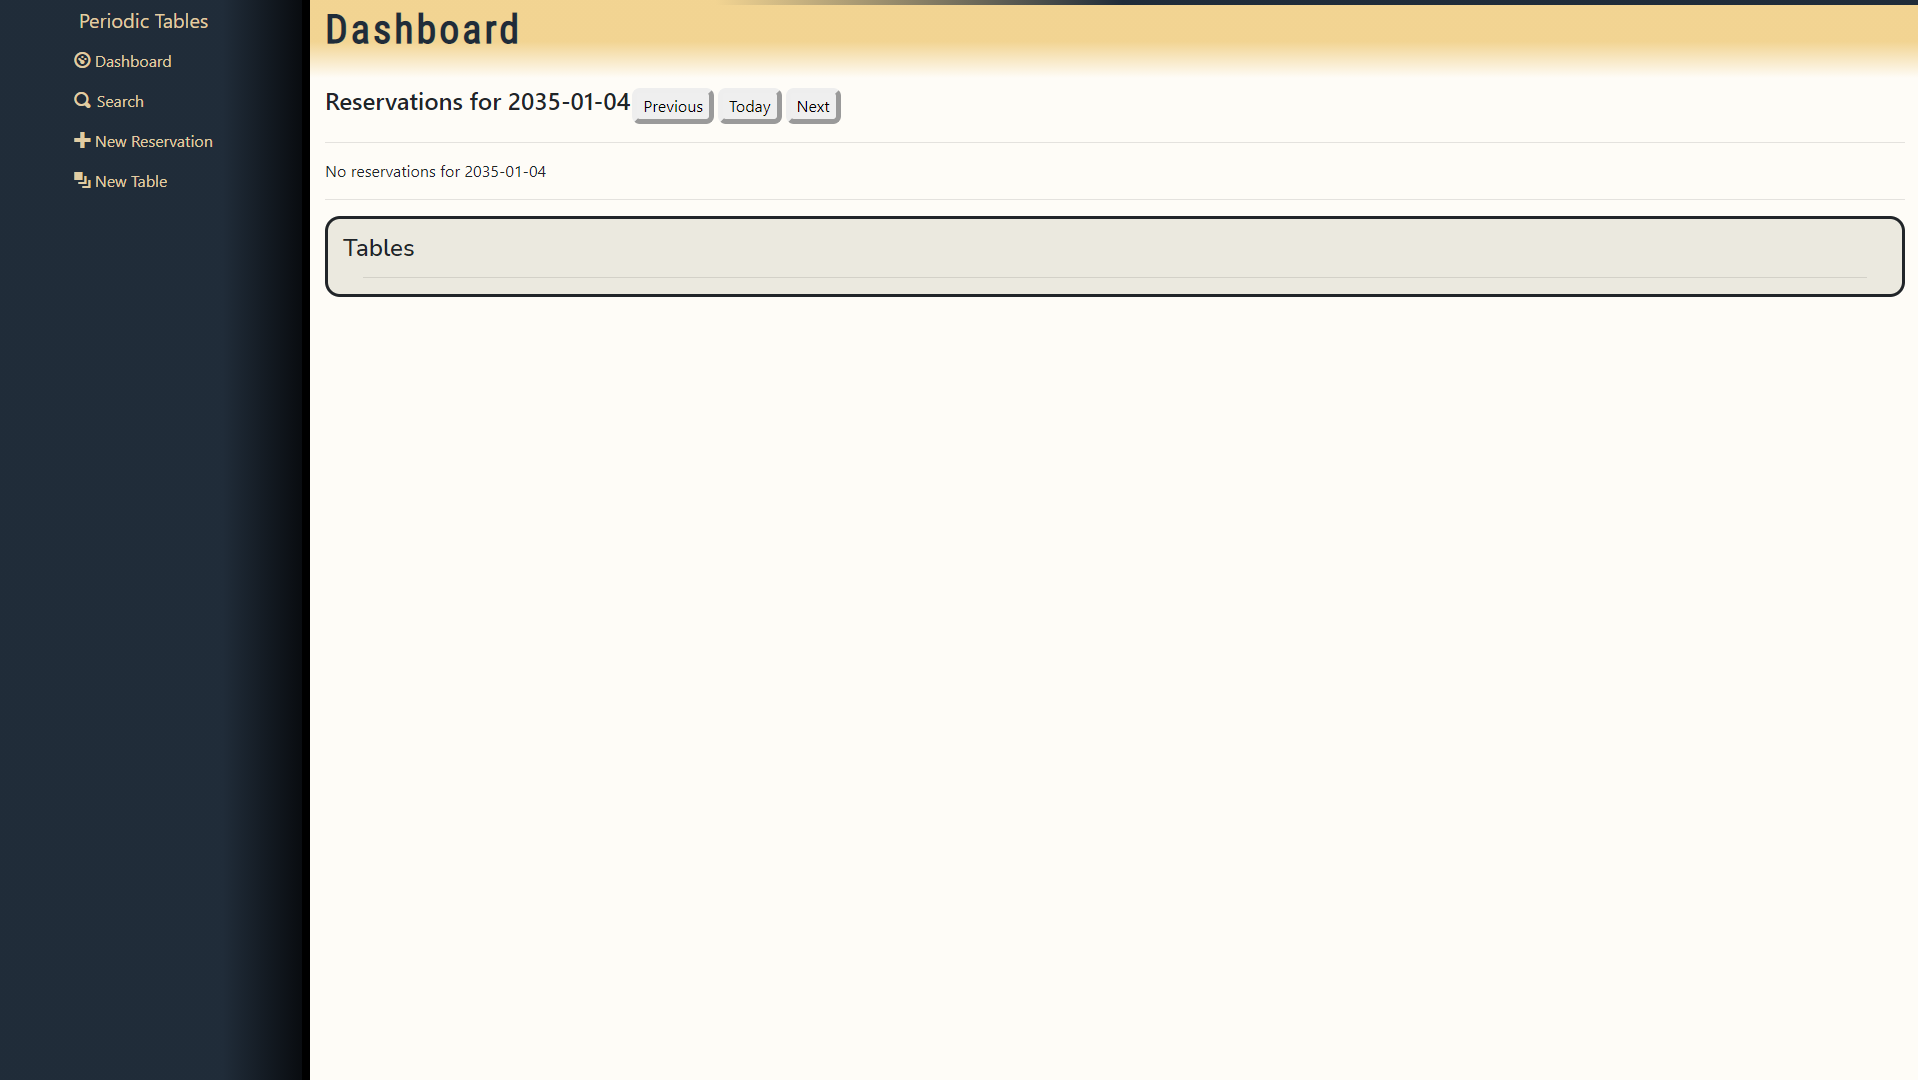 Periodic Tables
Dashboard
Search
New Reservation
New Table
Dashboard
Reservations for 2035-01-04 Previous Today Next
No reservations for 2035-01-04
Tables